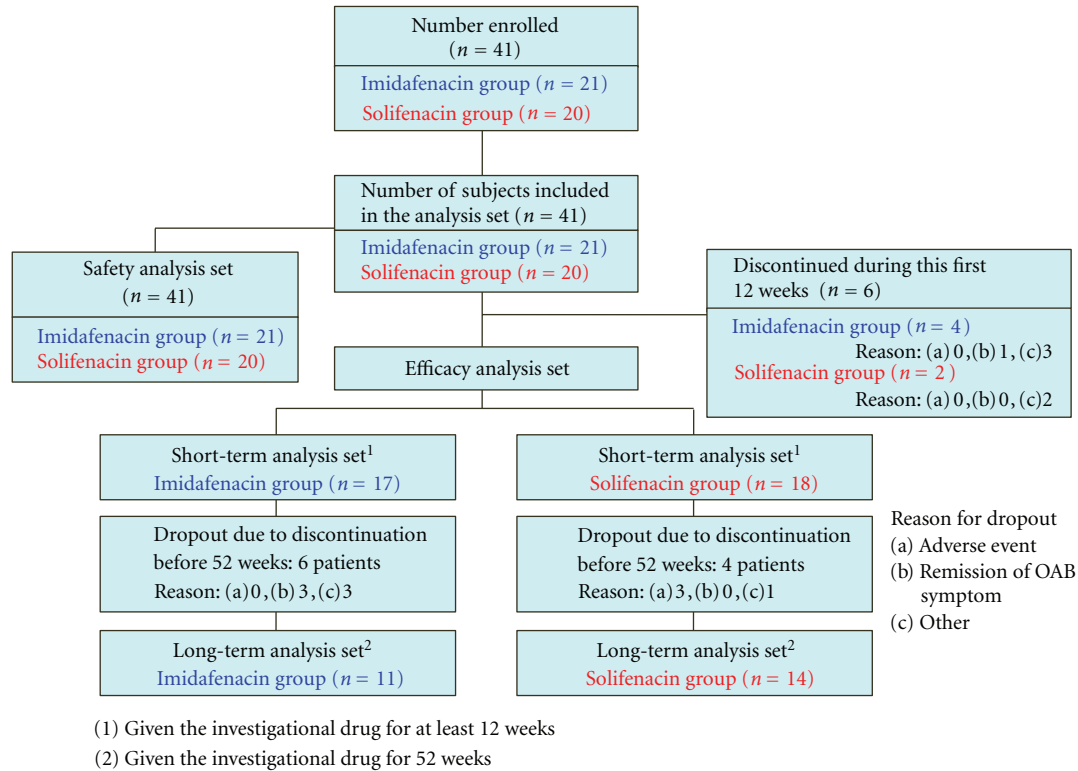 Number enrolled
(n = 41)
Imidafenacin group (n = 21)
Solifenacin group (n = 20)
Number of subjects included
in the analysis set (n = 41)
Imidafenacin group (n = 21)
Solifenacin group (n = 20)
Safety analysis set
(n = 41)
Imidafenacin group (n = 21)
Solifenacin group (n = 20)
Discontinued during this first
12 weeks (n = 6)
Imidafenacin group (n = 4)
Reason: (a) 0, (b) 1, (c) 3
Solifenacin group (n = 2)
Reason: (a) 0, (b) 0, (c) 2
Efficacy analysis set
Short-term analysis set¹
Imidafenacin group (n = 17)
Short-term analysis set¹
Solifenacin group (n = 18)
Dropout due to discontinuation
before 52 weeks: 6 patients
Reason: (a) 0, (b) 3, (c) 3
Dropout due to discontinuation
before 52 weeks: 4 patients
Reason: (a) 3, (b) 0, (c) 1
Reason for dropout
(a) Adverse event
(b) Remission of OAB
symptom
(c) Other
Long-term analysis set²
Imidafenacin group (n = 11)
Long-term analysis set²
Solifenacin group (n = 14)
(1) Given the investigational drug for at least 12 weeks
(2) Given the investigational drug for 52 weeks